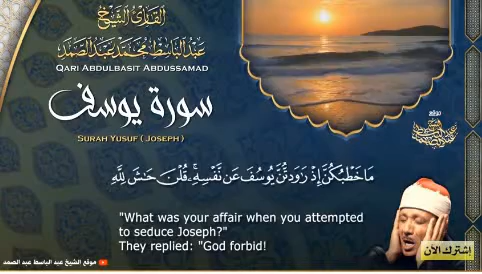 القارئ الشيخ
عبد الباسط محمد عبد الصمد
QARI ABDULBASIT ABDUSSAMAD
سورة يوسف
SURAH YUSUF ( JOSEPH )
مَا خَطْبُكُنَّ إِذْ رَٰوَدتُّنَّ يُوسُفَ عَن نَّفْسِهِۦ ۚ قُلْنَ حَٰشَ لِلَّهِ
"What was your affair when you attempted
to seduce Joseph?"
They replied: "God forbid!
موقع الشيخ عبد الباسط عبد الصمد
إشترك الآن